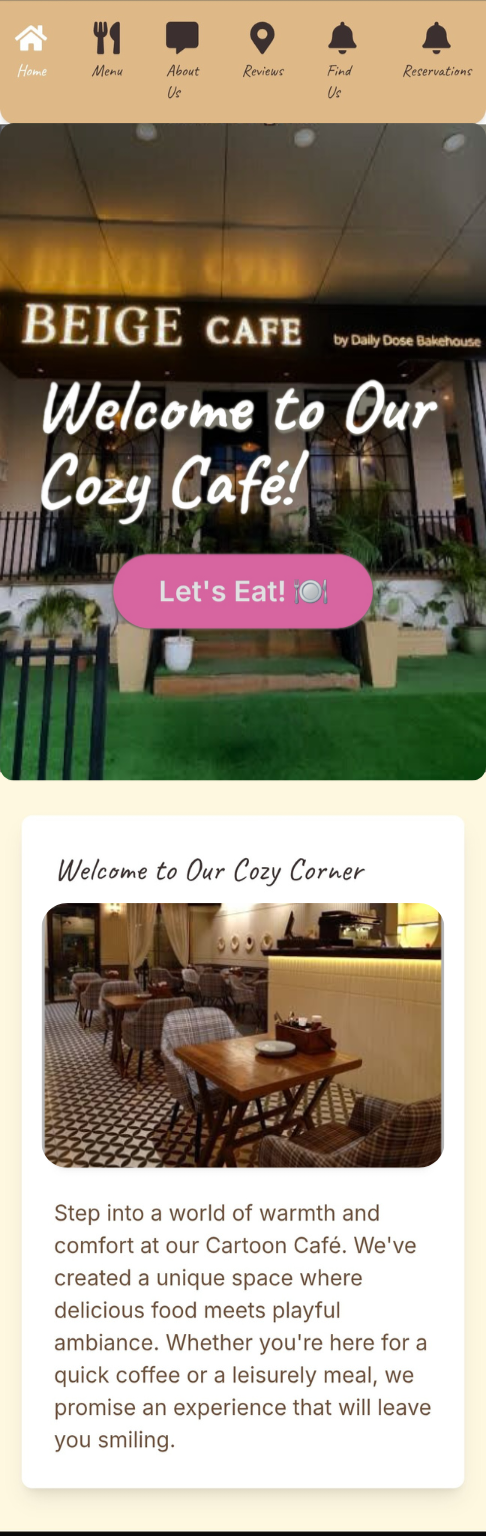 Home Menu About Us Reviews Find Us Reservations
BEIGE CAFE by Daily Dose Bakehouse
Welcome to Our
Cozy Café!
Let's Eat! 🍽️
Welcome to Our Cozy Corner
Step into a world of warmth and
comfort at our Cartoon Café. We've
created a unique space where
delicious food meets playful
ambiance. Whether you're here for a
quick coffee or a leisurely meal, we
promise an experience that will leave
you smiling.